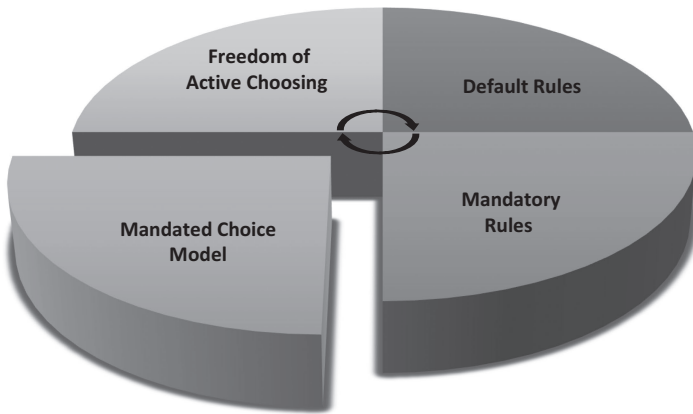 Freedom of
Active Choosing
Default Rules
Mandatory
Rules
Mandated Choice
Model